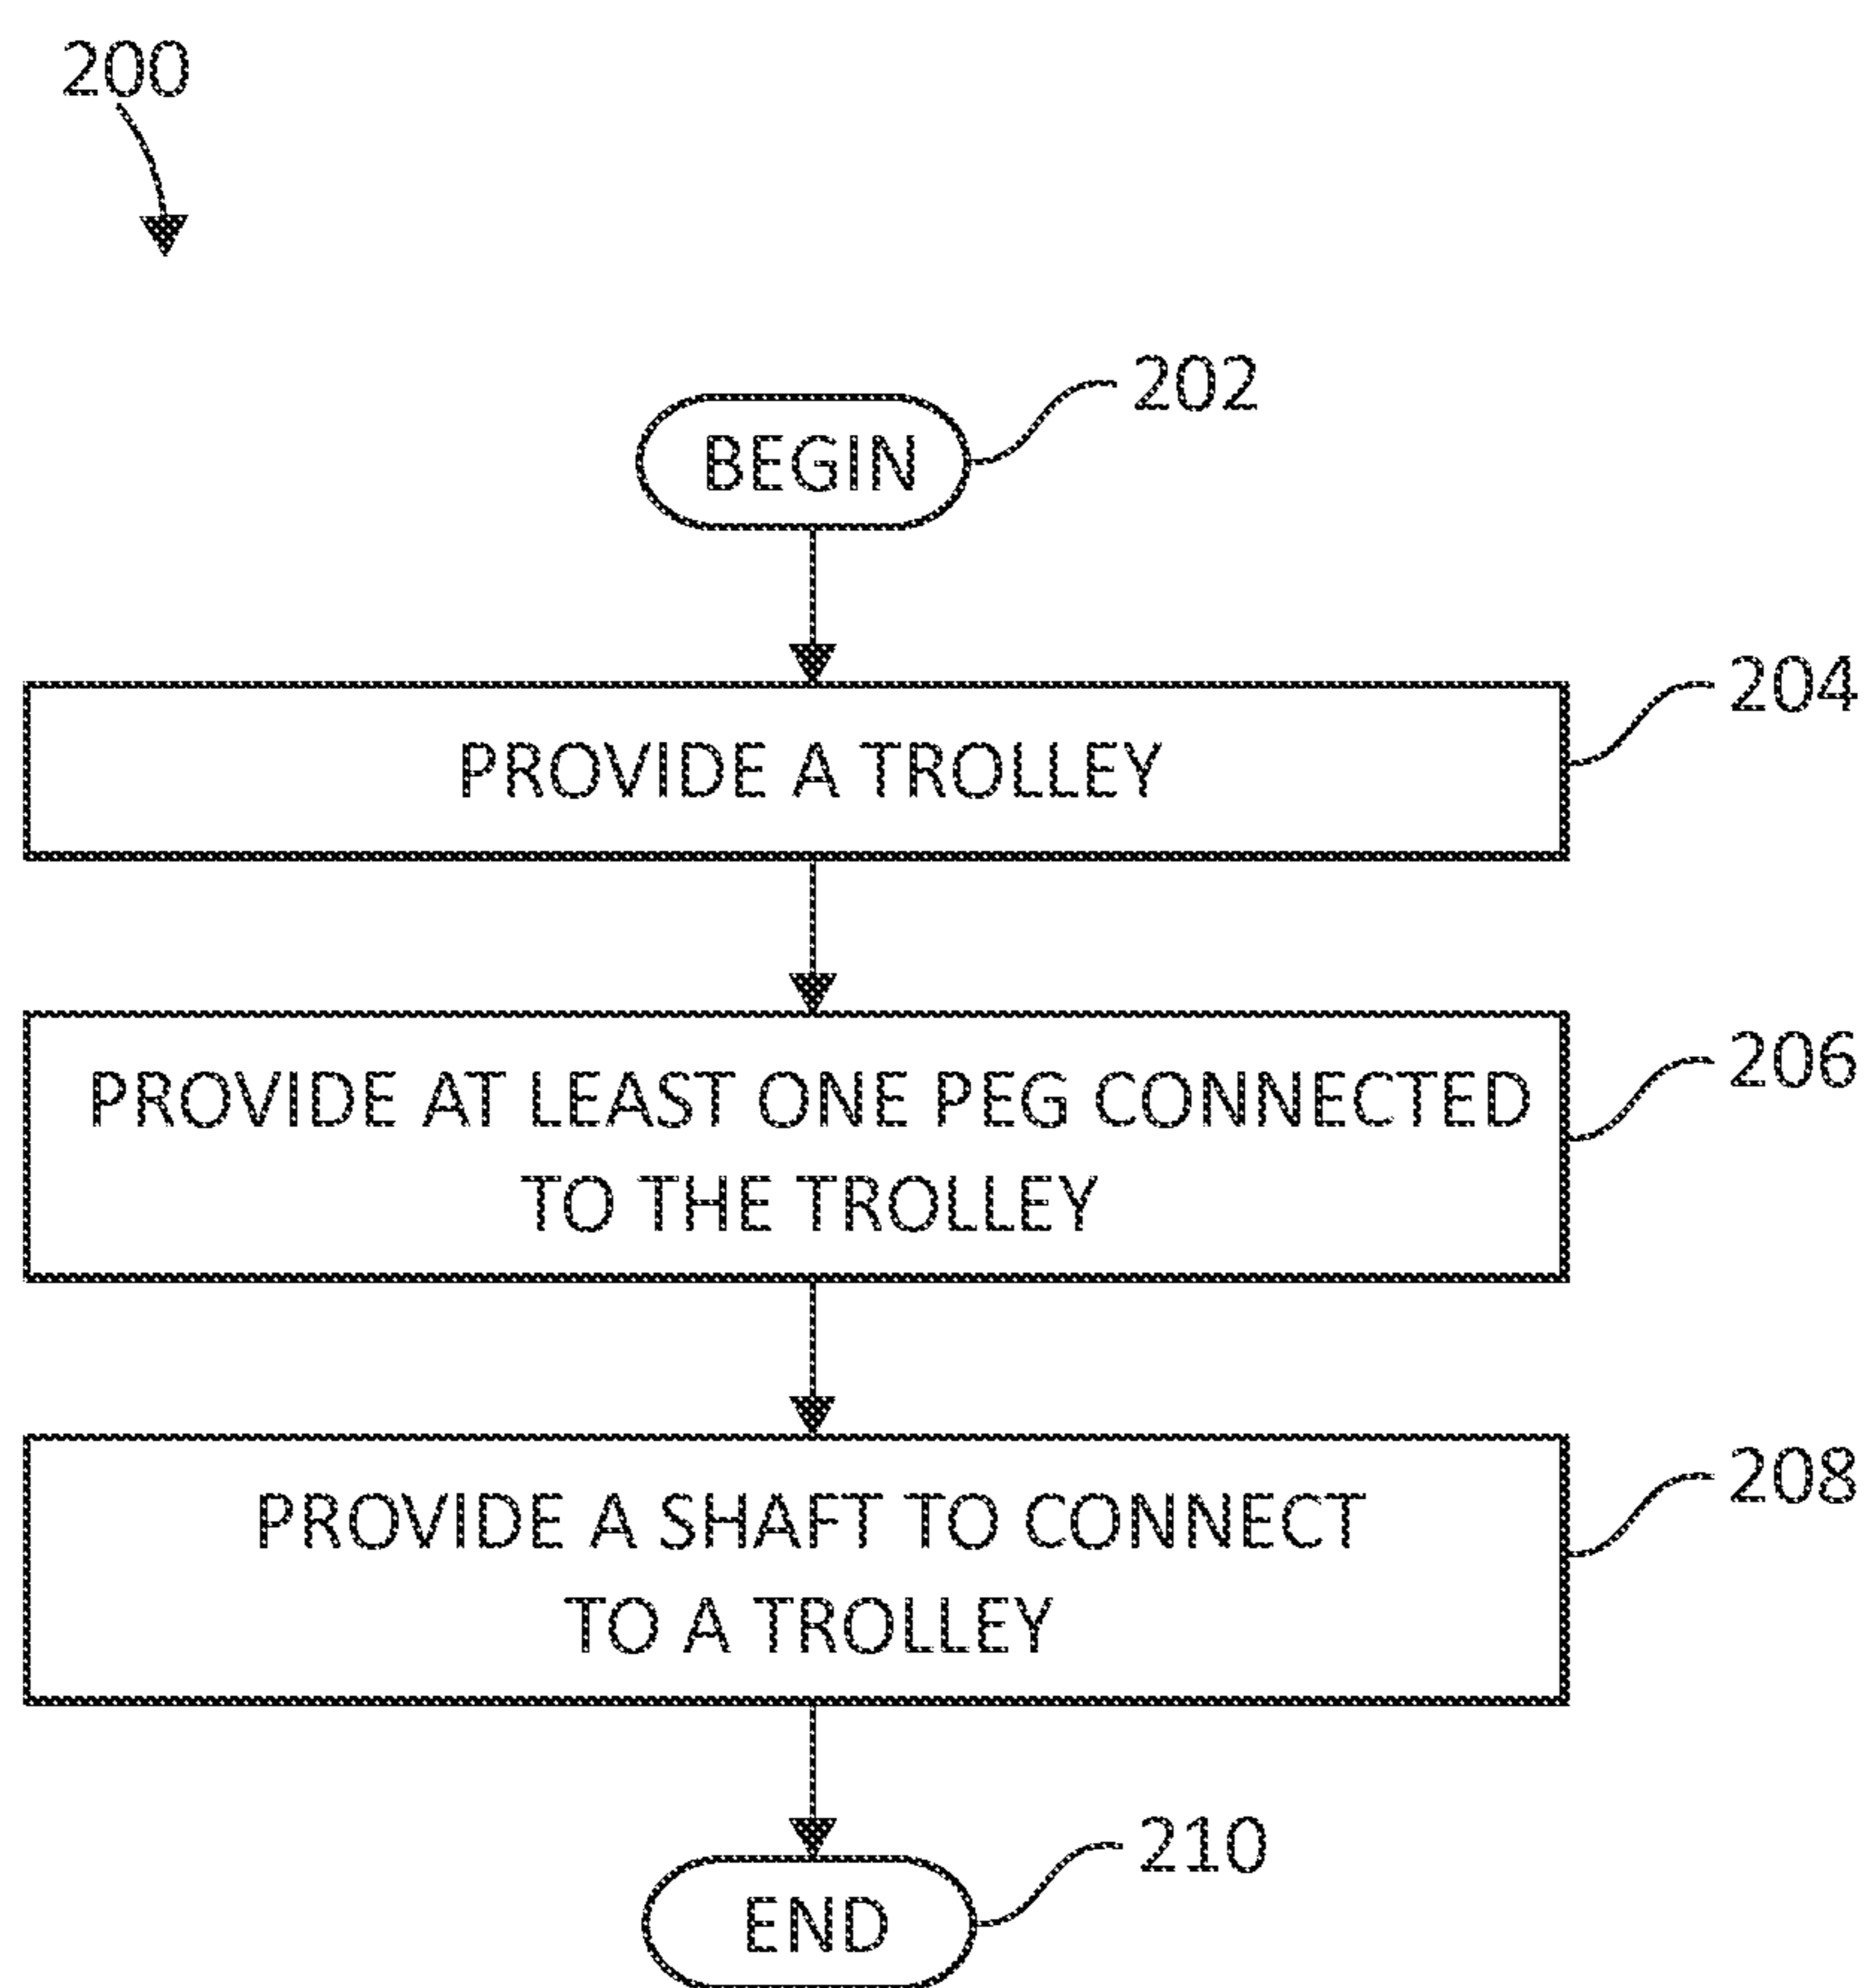 200
BEGIN
202
PROVIDE A TROLLEY
204
PROVIDE AT LEAST ONE PEG CONNECTED
TO THE TROLLEY
206
PROVIDE A SHAFT TO CONNECT
TO A TROLLEY
208
END
210